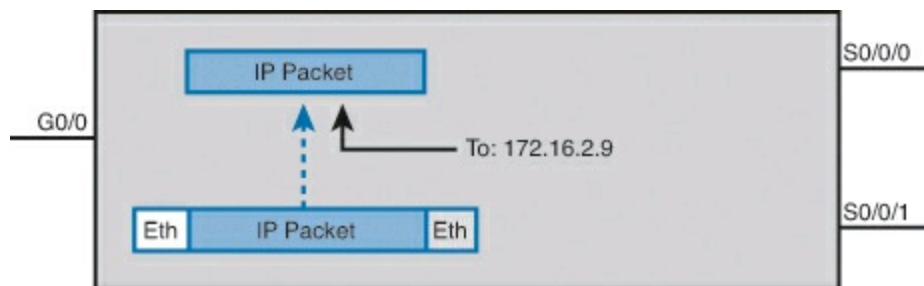 IP Packet
S0/0/0
G0/0
To: 172.16.2.9
Eth IP Packet Eth
S0/0/1